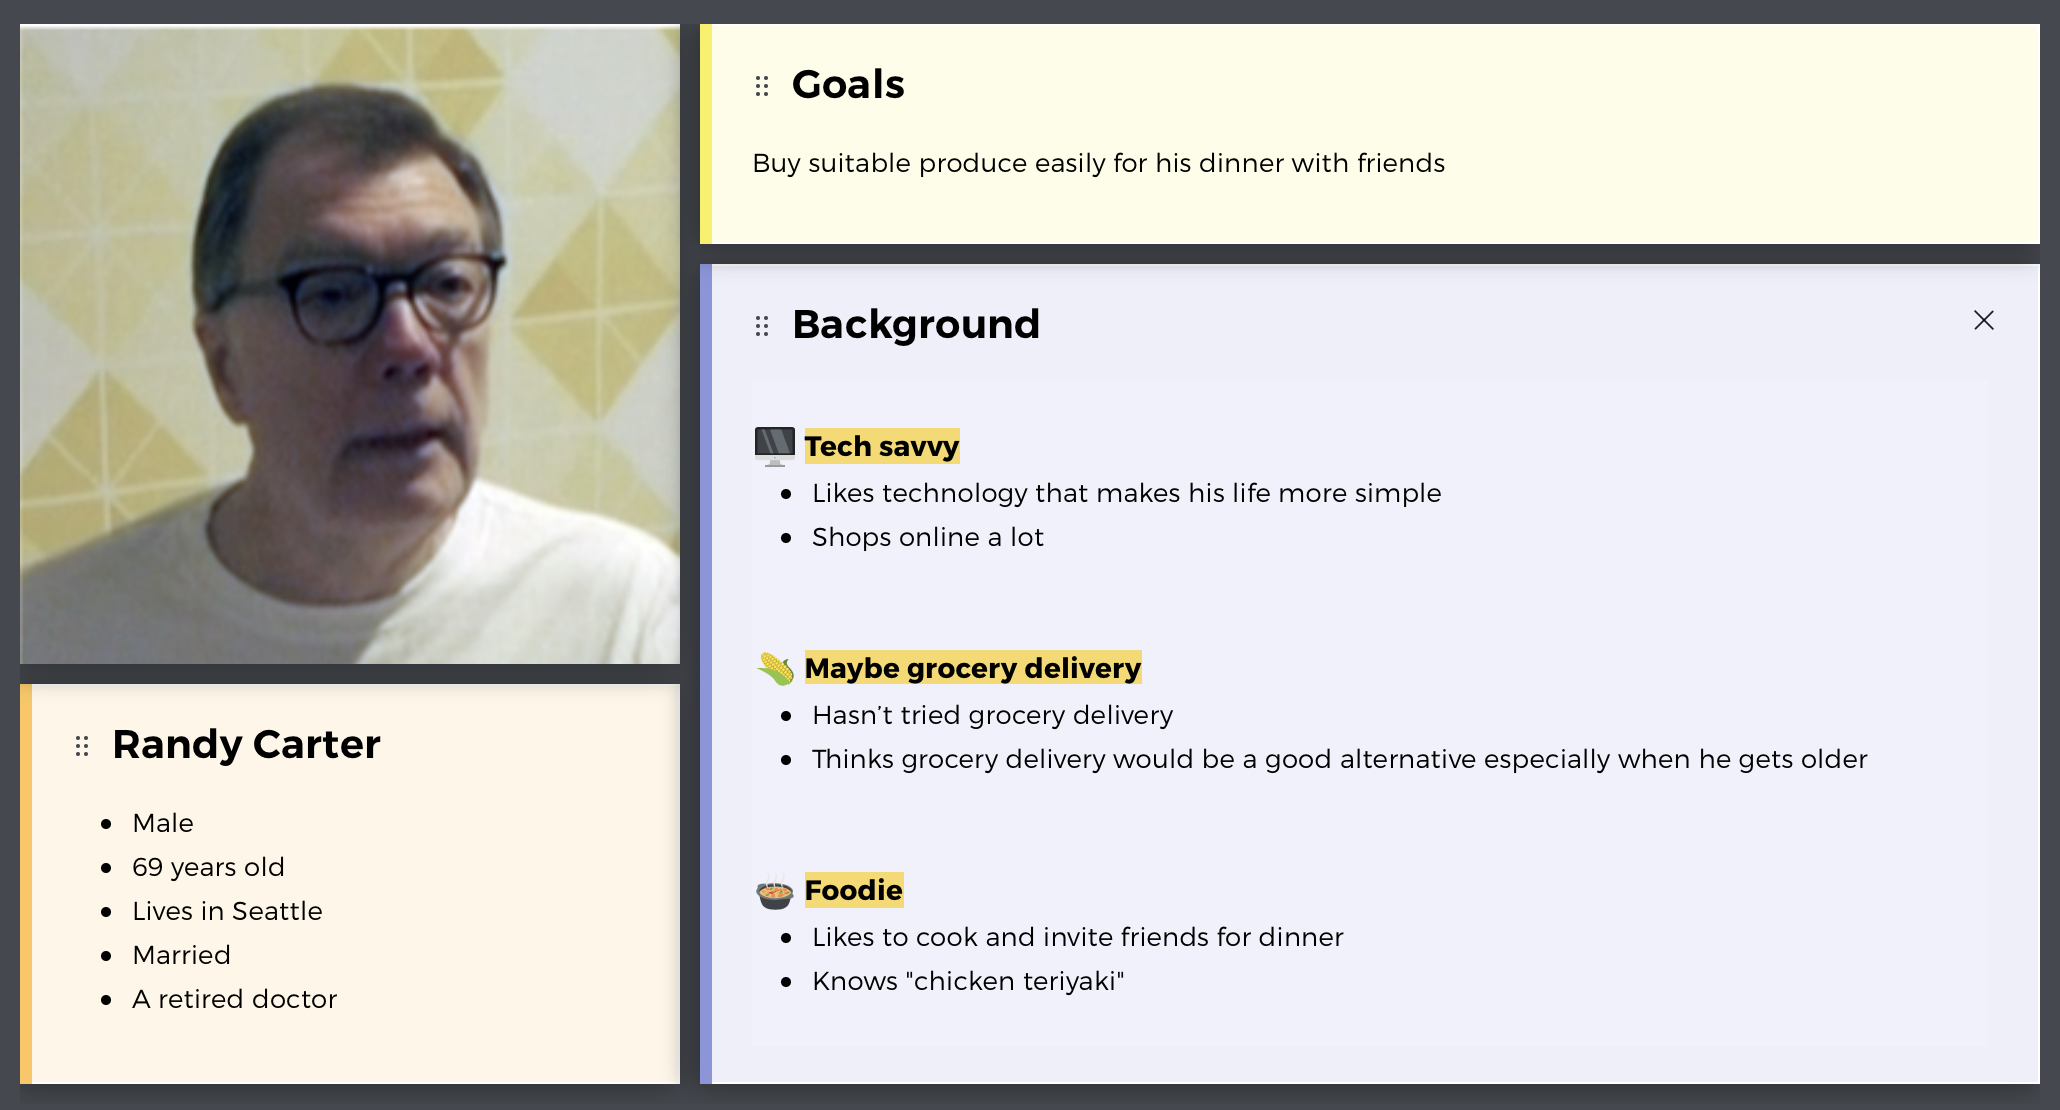 Goals
Buy suitable produce easily for his dinner with friends
Background
Tech savvy
Likes technology that makes his life more simple
Shops online a lot
Maybe grocery delivery
Hasn’t tried grocery delivery
Thinks grocery delivery would be a good alternative especially when he gets older
Foodie
Likes to cook and invite friends for dinner
Knows "chicken teriyaki"
Randy Carter
Male
69 years old
Lives in Seattle
Married
A retired doctor